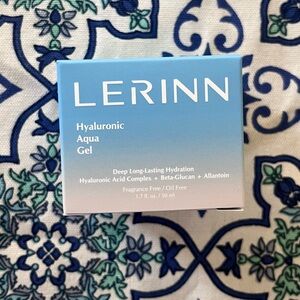 LERINN
Hyaluronic
Aqua
Gel
Deep Long-Lasting Hydration
Hyaluronic Acid Complex + Beta-Glucan + Allantoin
Fragrance Free / Oil Free
1.7 fl. oz. / 50 ml